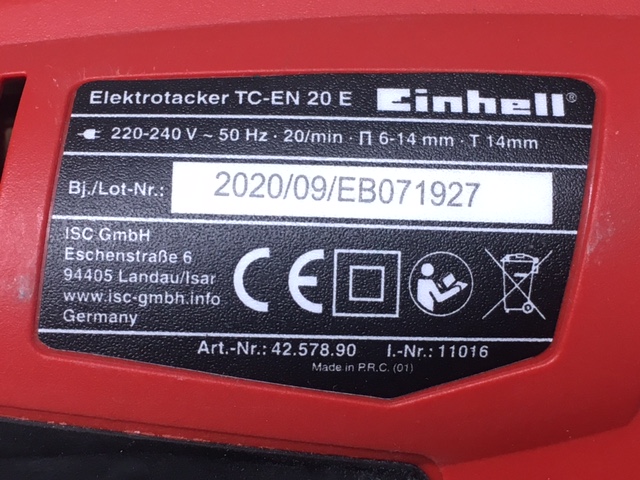 Elektrotacker TC-EN 20 E Einhell®
220-240 V ~ 50 Hz · 20/min · ⊓ 6-14 mm · T 14mm
Bj./Lot-Nr.: 2020/09/EB071927
ISC GmbH
Eschenstraße 6
94405 Landau/Isar
www.isc-gmbh.info
Germany
CE
Art.-Nr.: 42.578.90 I.-Nr.: 11016
Made in P.R.C. (01)